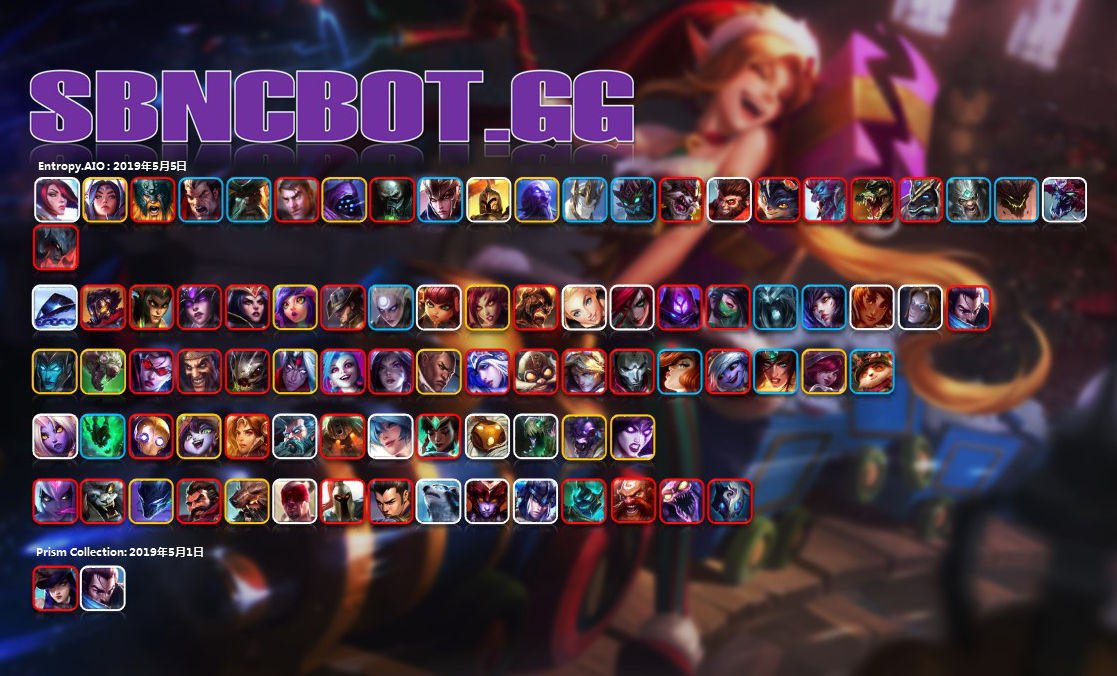 SBNCBOT.GG
Entropy.AIO : 2019年5月5日
Prism Collection: 2019年5月1日